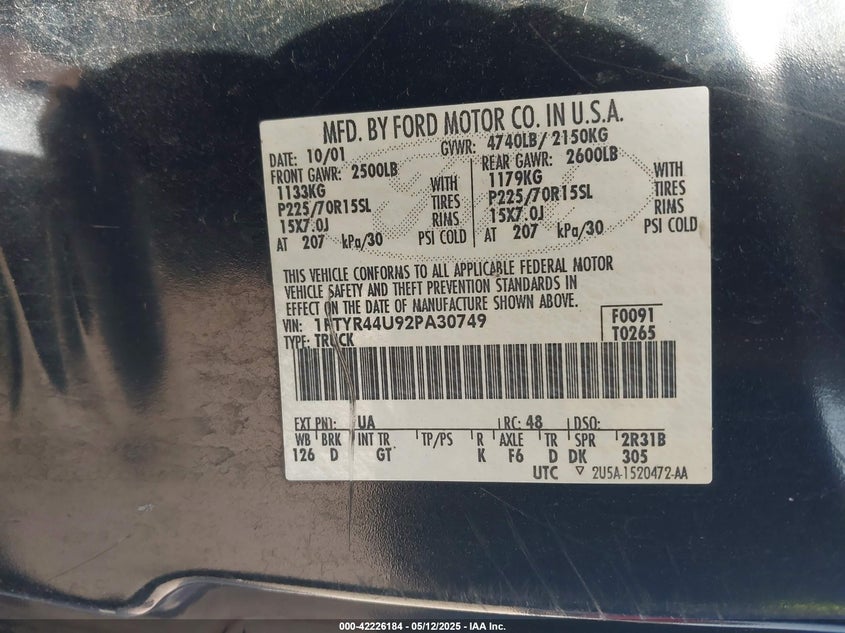 MFD. BY FORD MOTOR CO. IN U.S.A.
DATE: 10/01 GVWR: 4740LB/ 2150KG
FRONT GAWR: 2500LB REAR GAWR: 2600LB
1133KG WITH 1179KG WITH
P225/70R15SL TIRES P225/70R15SL TIRES
15X7.0J RIMS 15X7.0J RIMS
AT 207 kPa/30 PSI COLD AT 207 kPa/30 PSI COLD
THIS VEHICLE CONFORMS TO ALL APPLICABLE FEDERAL MOTOR
VEHICLE SAFETY AND THEFT PREVENTION STANDARDS IN
EFFECT ON THE DATE OF MANUFACTURE SHOWN ABOVE.
VIN: 1FTYR44U92PA30749 F0091
TYPE: TRUCK T0265
EXT PNT: UA RC: 48 DSO:
WB BRK INT TR TP/PS R AXLE TR SPR 2R31B
126 D GT K F6 D DK 305
UTC ▽ 2U5A-1520472-AA
000-42226184 - 05/12/2025 - IAA Inc.